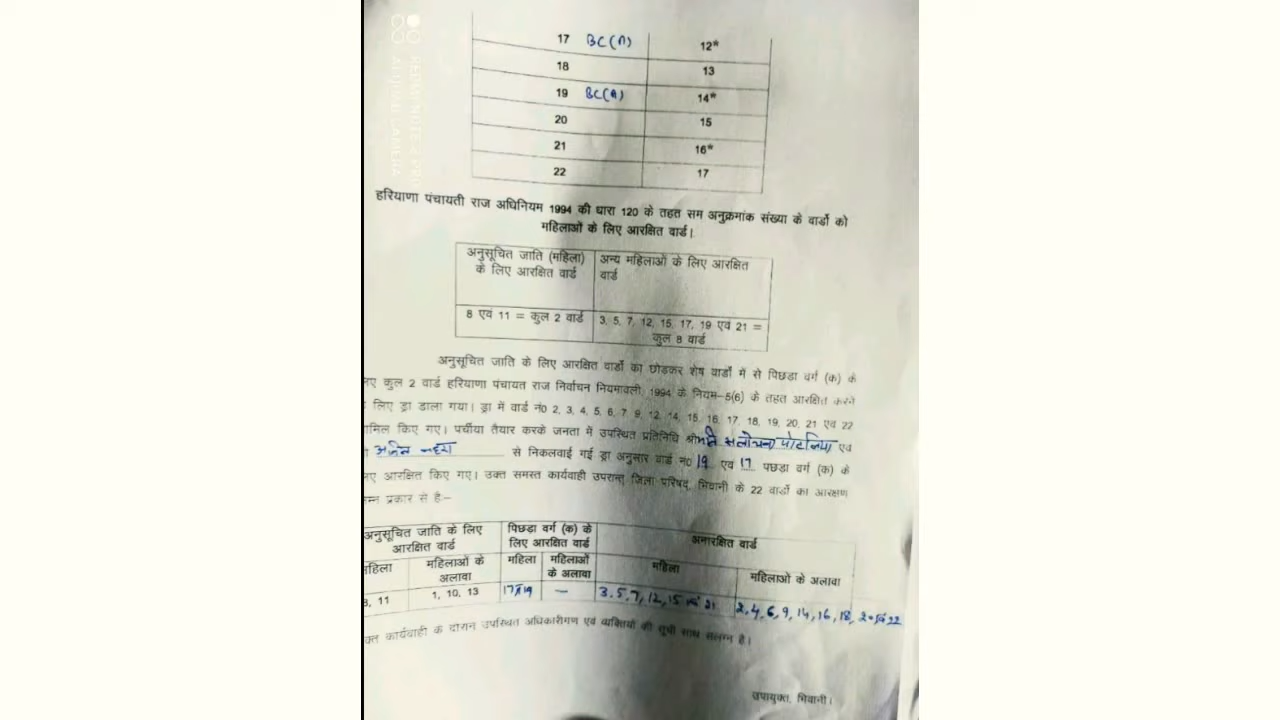 17 BC(A) 12*
18 13
19 BC(A) 14*
20 15
21 16*
22 17
हरियाणा पंचायती राज अधिनियम 1994 की धारा 120 के तहत सम अनुक्रमांक संख्या के वार्डो को
महिलाओं के लिए आरक्षित वार्ड।
अनुसूचित जाति (महिला) अन्य महिलाओं के लिए आरक्षित
के लिए आरक्षित वार्ड वार्ड
8 एवं 11 = कुल 2 वार्ड 3, 5, 7, 12, 15, 17, 19 एवं 21 =
कुल 8 वार्ड
अनुसूचित जाति के लिए आरक्षित वार्डो का छोडकर शेष वार्डो में से पिछडा वर्ग (क) के
लिए कुल 2 वार्ड हरियाणा पंचायत राज निर्वाचन नियमावली, 1994 के नियम–5(6) के तहत आरक्षित करने
लिए ड्रा डाला गया। ड्रा में वार्ड नं0 2, 3, 4, 5, 6, 7, 9, 12, 14, 15, 16, 17, 18, 19, 20, 21 एवं 22
किए गए। पर्चीया तैयार करके जनता में उपस्थित प्रतिनिधि श्रीमति एवं
से निकलवाई गई ड्रा अनुसार वार्ड नं0 19 एवं 17 पछडा वर्ग (क) के
आरक्षित किए गए। उक्त समस्त कार्यवाही उपरान्त जिला परिषद्, भिवानी के 22 वार्डो का आरक्षण
प्रकार से है:–
अनुसूचित जाति के लिए पिछडा वर्ग (क) के अनारक्षित वार्ड
आरक्षित वार्ड लिए आरक्षित वार्ड
महिला महिलाओं के महिला महिलाओं महिला महिलाओं के अलावा
अलावा के अलावा
8, 11 1, 10, 13 17, 19 — 3, 5, 7, 12, 15 एवं 21 2, 4, 6, 9, 14, 16, 18, 20 एवं 22
कार्यवाही के दौरान उपस्थित अधिकारीगण एवं व्यक्तियों की सूची साथ संलग्न है।
उपायुक्त, भिवानी।